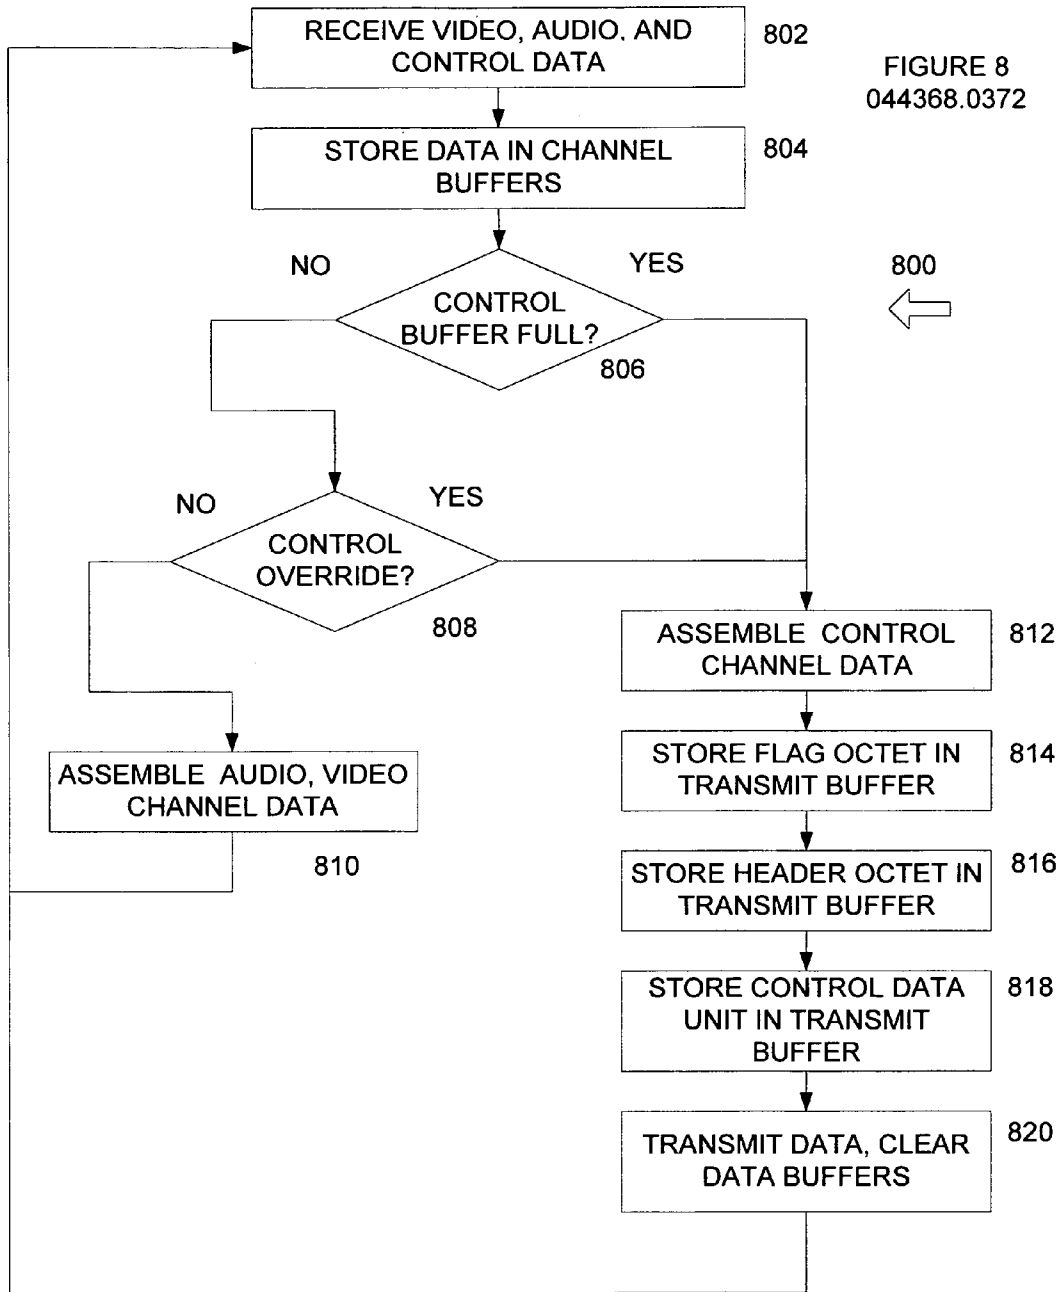 RECEIVE VIDEO, AUDIO, AND
CONTROL DATA
802
FIGURE 8
044368.0372
STORE DATA IN CHANNEL
BUFFERS
804
NO
YES
800
CONTROL
BUFFER FULL?
806
NO
YES
CONTROL
OVERRIDE?
808
ASSEMBLE CONTROL
CHANNEL DATA
812
STORE FLAG OCTET IN
TRANSMIT BUFFER
814
ASSEMBLE AUDIO, VIDEO
CHANNEL DATA
810
STORE HEADER OCTET IN
TRANSMIT BUFFER
816
STORE CONTROL DATA
UNIT IN TRANSMIT
BUFFER
818
TRANSMIT DATA, CLEAR
DATA BUFFERS
820